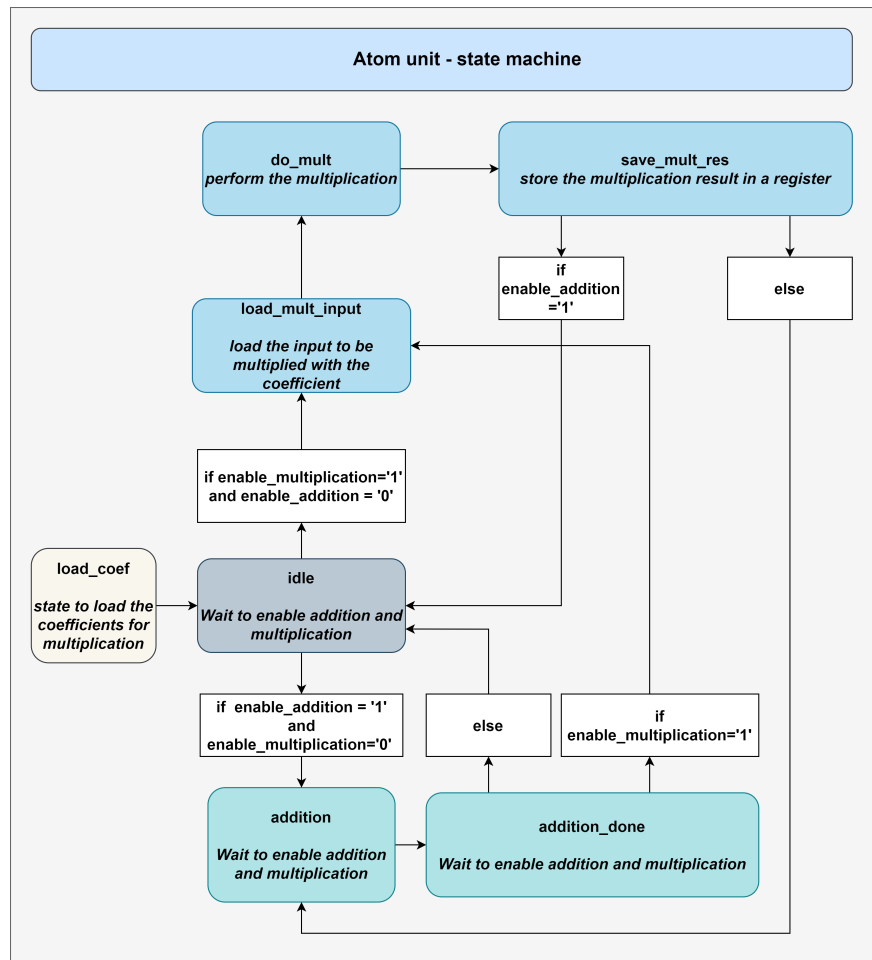 Atom unit - state machine
do_mult
perform the multiplication
save_mult_res
store the multiplication result in a register
if
enable_addition
='1'
else
load_mult_input
load the input to be
multiplied with the
coefficient
if enable_multiplication='1'
and enable_addition = '0'
load_coef
state to load the
coefficients for
multiplication
idle
Wait to enable addition and
multiplication
if enable_addition = '1'
and
enable_multiplication='0'
else
if
enable_multiplication='1'
addition
Wait to enable addition
and multiplication
addition_done
Wait to enable addition and multiplication